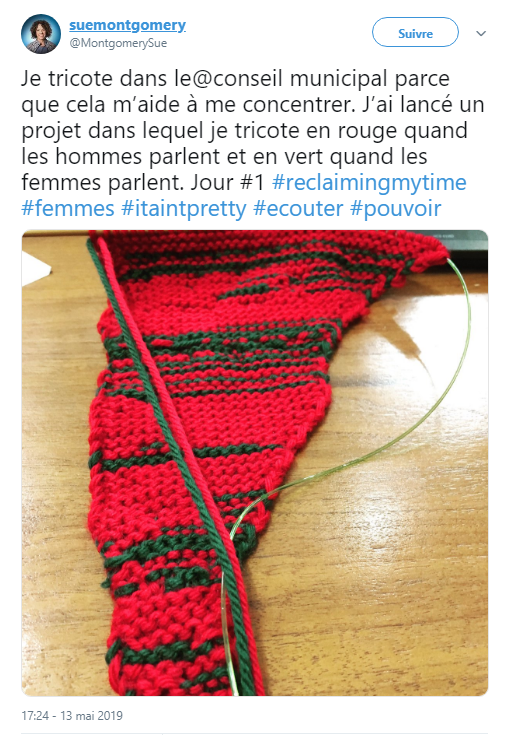 suemontgomery
@MontgomerySue
Suivre
Je tricote dans le@conseil municipal parce
que cela m’aide à me concentrer. J’ai lancé un
projet dans lequel je tricote en rouge quand
les hommes parlent et en vert quand les
femmes parlent. Jour #1 #reclaimingmytime
#femmes #itaintpretty #ecouter #pouvoir
17:24 - 13 mai 2019